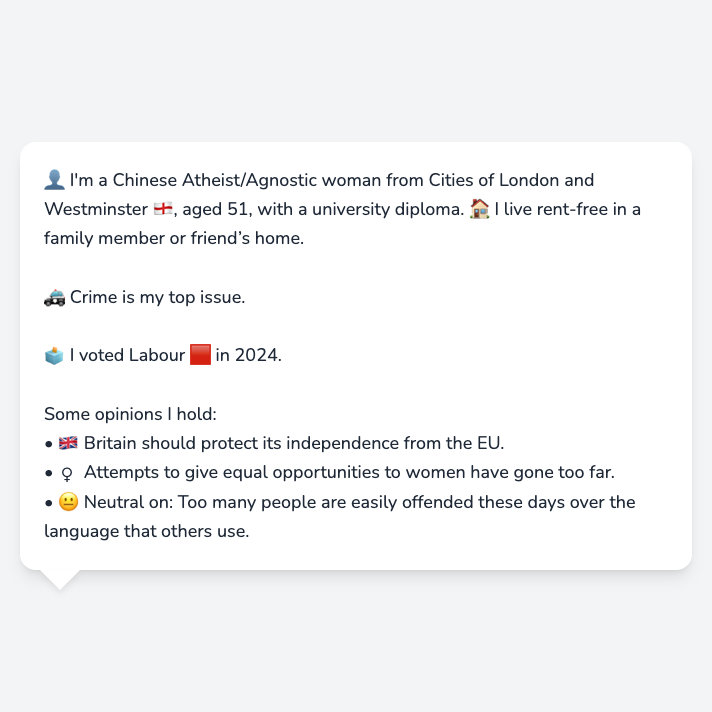 👤 I'm a Chinese Atheist/Agnostic woman from Cities of London and
Westminster 🏴󠁧󠁢󠁥󠁮󠁧󠁿, aged 51, with a university diploma. 🏠 I live rent-free in a
family member or friend’s home.
🚓 Crime is my top issue.
🗳️ I voted Labour 🟥 in 2024.
Some opinions I hold:
• 🇬🇧 Britain should protect its independence from the EU.
• ♀ Attempts to give equal opportunities to women have gone too far.
• 😐 Neutral on: Too many people are easily offended these days over the
language that others use.